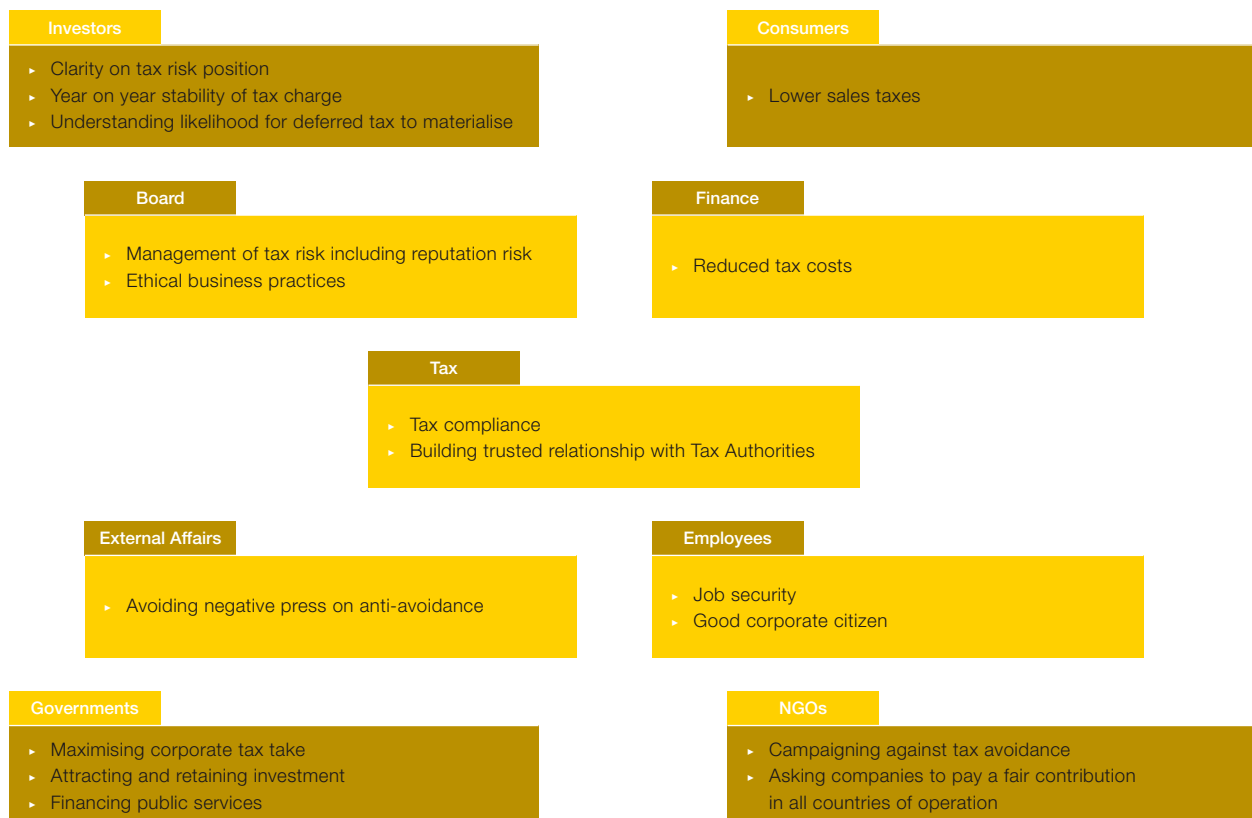 Investors
▸ Clarity on tax risk position
▸ Year on year stability of tax charge
▸ Understanding likelihood for deferred tax to materialise
Consumers
▸ Lower sales taxes
Board
▸ Management of tax risk including reputation risk
▸ Ethical business practices
Finance
▸ Reduced tax costs
Tax
▸ Tax compliance
▸ Building trusted relationship with Tax Authorities
External Affairs
▸ Avoiding negative press on anti-avoidance
Employees
▸ Job security
▸ Good corporate citizen
Governments
▸ Maximising corporate tax take
▸ Attracting and retaining investment
▸ Financing public services
NGOs
▸ Campaigning against tax avoidance
▸ Asking companies to pay a fair contribution
in all countries of operation